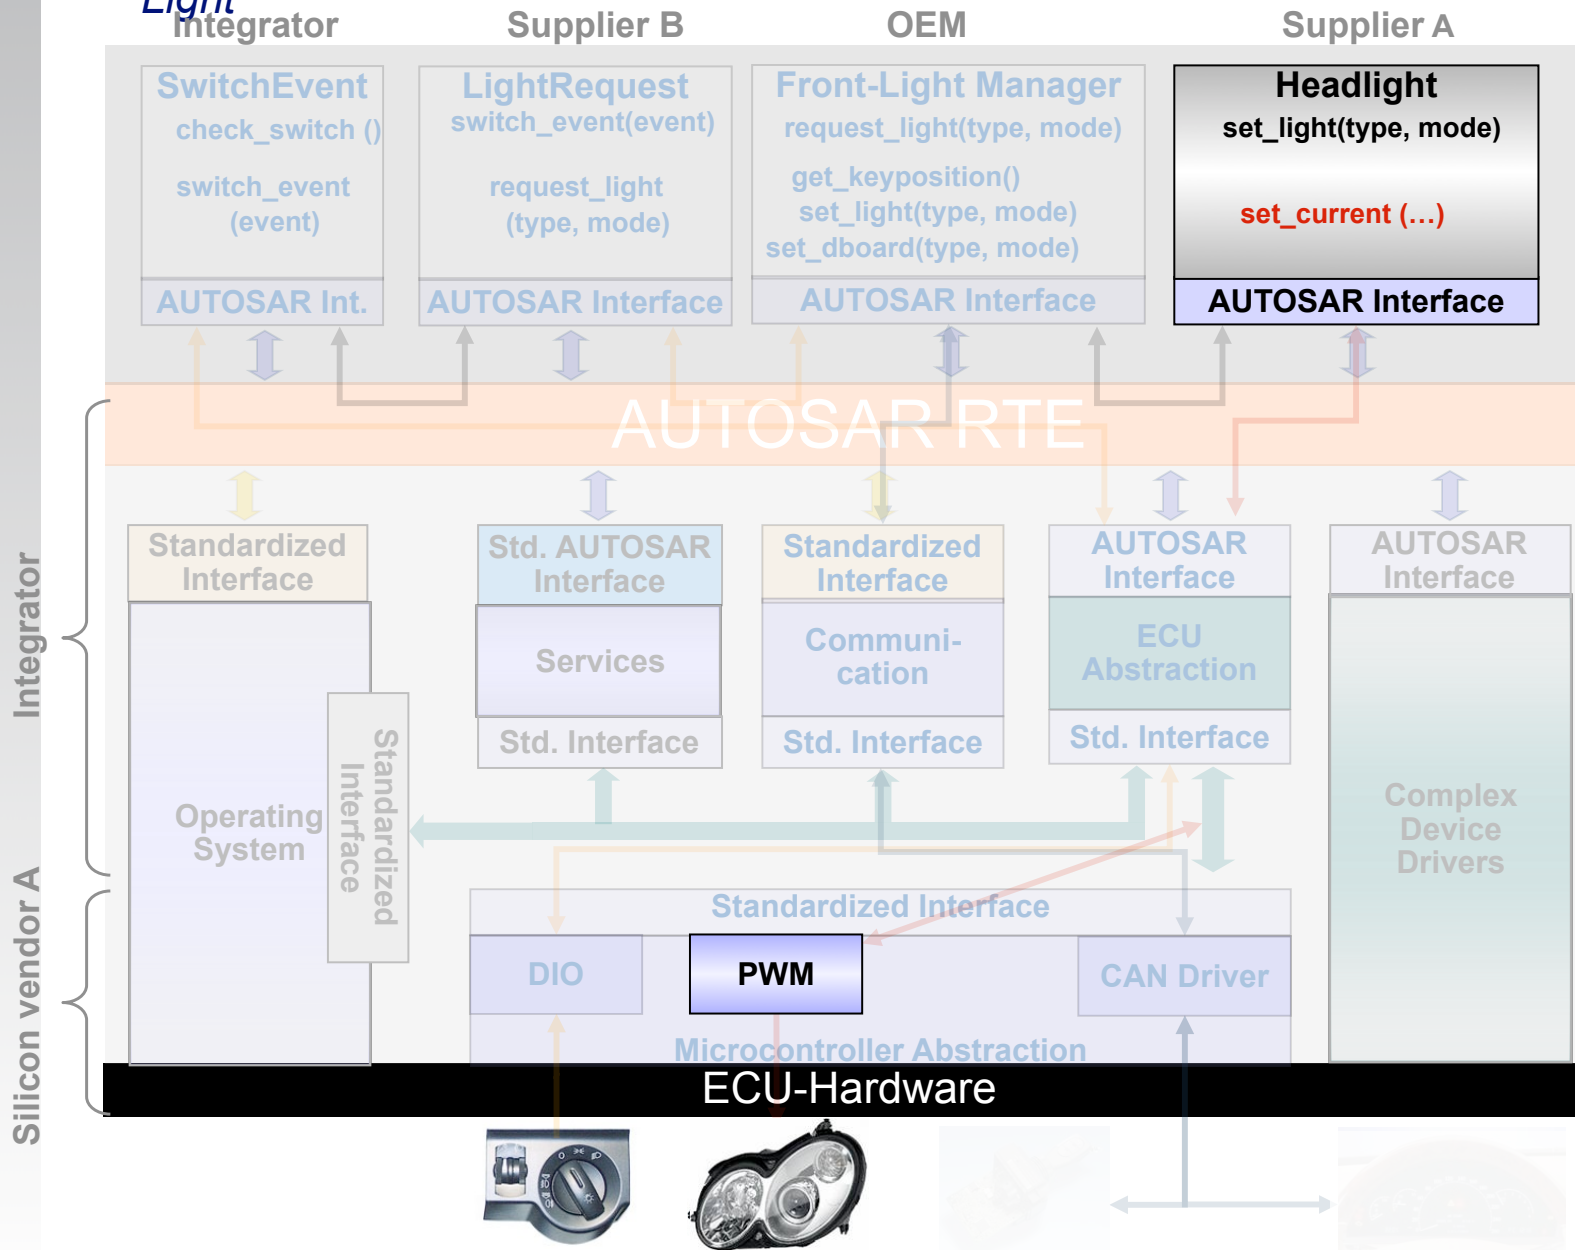 Light
Integrator
Supplier B
OEM
Supplier A
SwitchEvent
check_switch ()
switch_event
(event)
AUTOSAR Int.
LightRequest
switch_event(event)
request_light
(type, mode)
AUTOSAR Interface
Front-Light Manager
request_light(type, mode)
get_keyposition()
set_light(type, mode)
set_dboard(type, mode)
AUTOSAR Interface
Headlight
set_light(type, mode)
set_current (…)
AUTOSAR Interface
AUTOSAR RTE
Integrator
Silicon vendor A
Standardized
Interface
Operating
System
Standardized
Interface
Std. AUTOSAR
Interface
Services
Std. Interface
Standardized
Interface
Communi-
cation
Std. Interface
AUTOSAR
Interface
ECU
Abstraction
Std. Interface
AUTOSAR
Interface
Complex
Device
Drivers
Standardized Interface
DIO
PWM
CAN Driver
Microcontroller Abstraction
ECU-Hardware